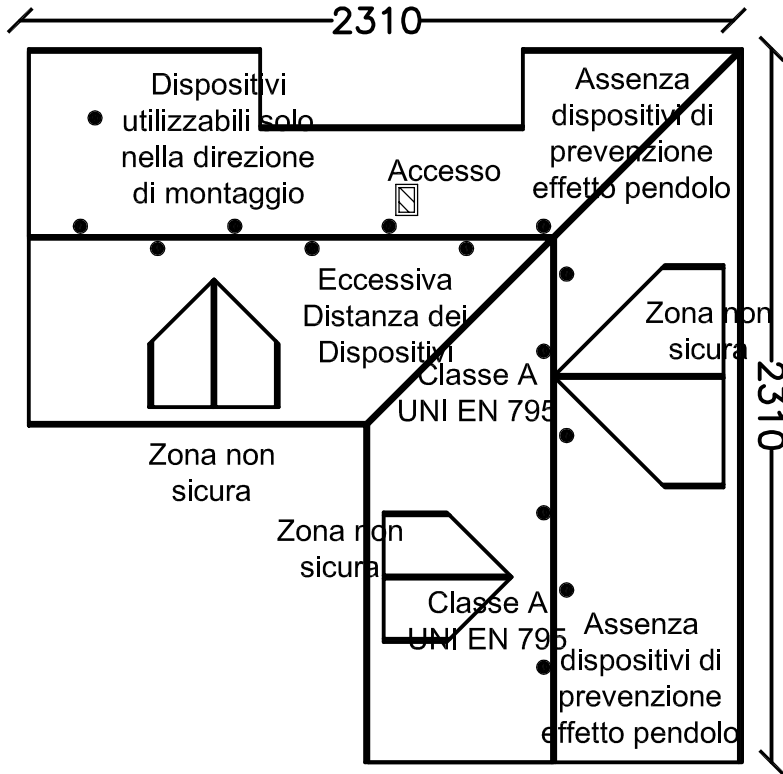 2310
Dispositivi
utilizzabili solo
nella direzione
di montaggio
Assenza
dispositivi di
prevenzione
effetto pendolo
Accesso
Eccessiva
Distanza dei
Dispositivi
Zona non
sicura
2310
Classe A
UNI EN 795
Zona non
sicura
Zona non
sicura
Classe A
UNI EN 795
Assenza
dispositivi di
prevenzione
effetto pendolo